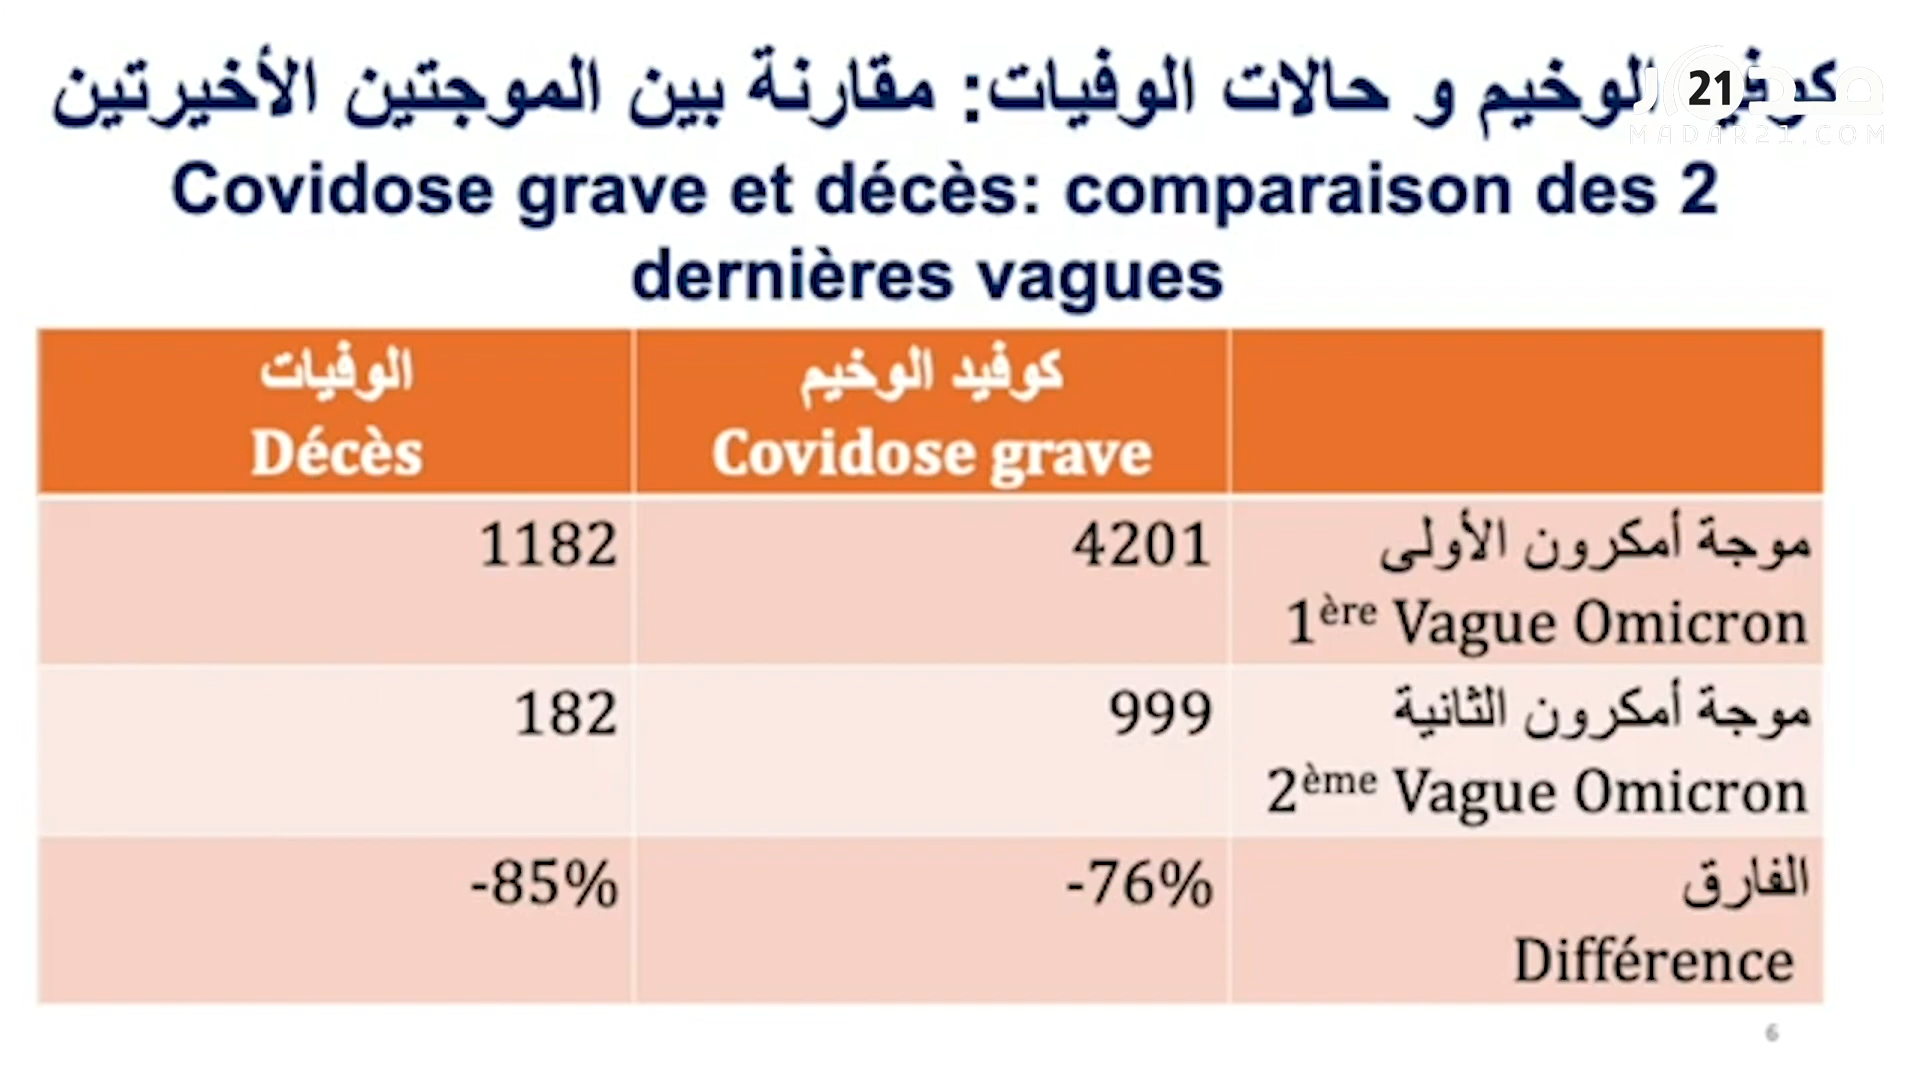 كوفيد الوخيم و حالات الوفيات: مقارنة بين الموجتين الأخيرتين
21
MADAR21.COM
Covidose grave et décès: comparaison des 2
dernières vagues
كوفيد الوخيم الوفيات
Covidose grave Décès
موجة أمكرون الأولى 4201 1182
1ère Vague Omicron
موجة أمكرون الثانية 999 182
2ème Vague Omicron
الفارق -76% -85%
Différence
6